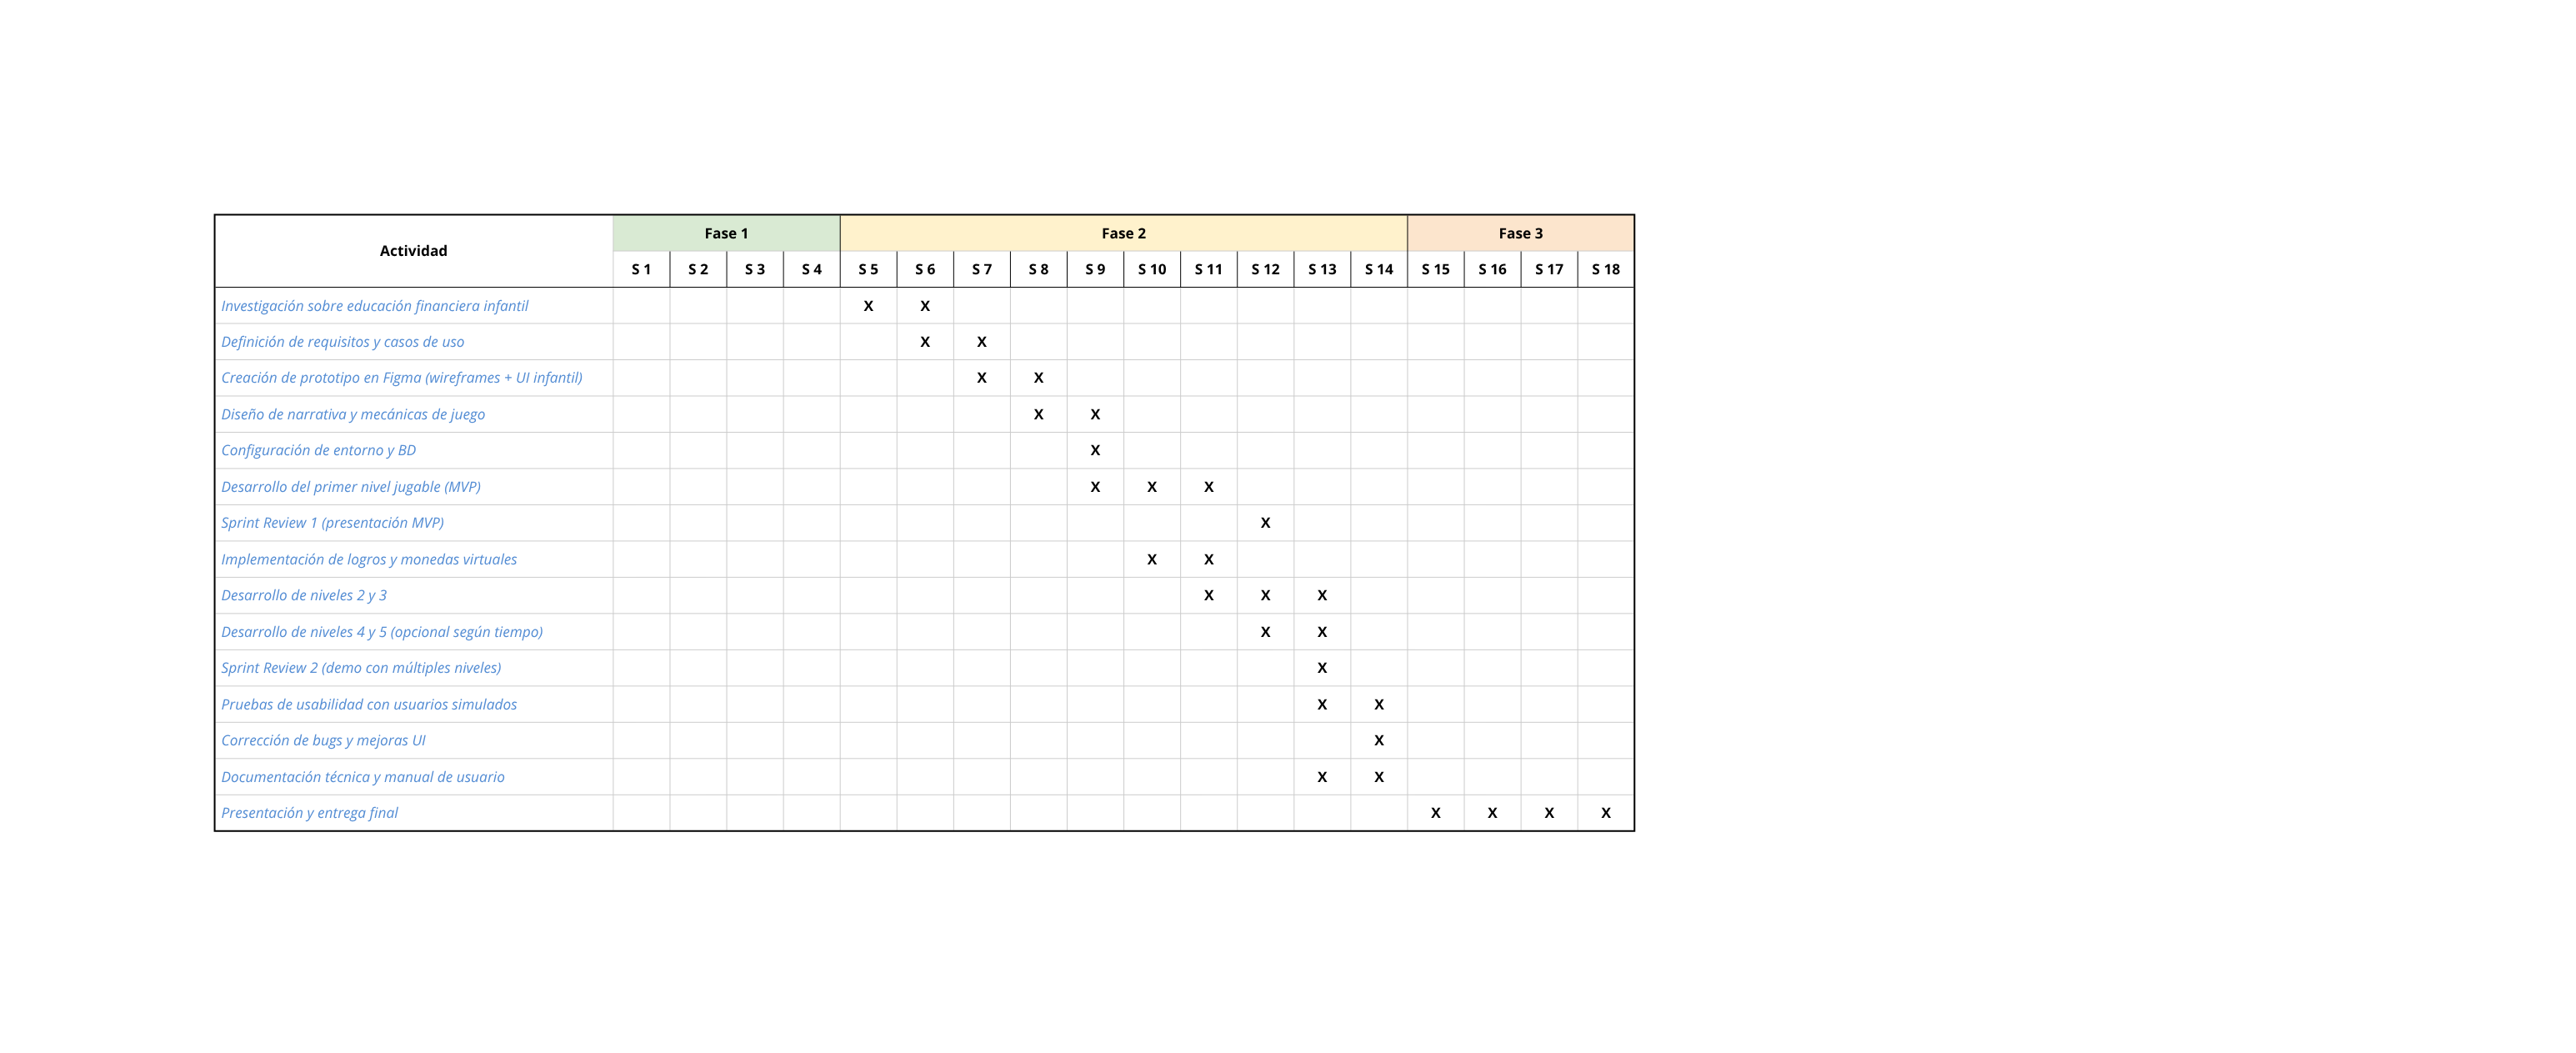 Actividad Fase 1 Fase 2 Fase 3
S 1 S 2 S 3 S 4 S 5 S 6 S 7 S 8 S 9 S 10 S 11 S 12 S 13 S 14 S 15 S 16 S 17 S 18
Investigación sobre educación financiera infantil X X
Definición de requisitos y casos de uso X X
Creación de prototipo en Figma (wireframes + UI infantil) X X
Diseño de narrativa y mecánicas de juego X X
Configuración de entorno y BD X
Desarrollo del primer nivel jugable (MVP) X X X
Sprint Review 1 (presentación MVP) X
Implementación de logros y monedas virtuales X X
Desarrollo de niveles 2 y 3 X X X
Desarrollo de niveles 4 y 5 (opcional según tiempo) X X
Sprint Review 2 (demo con múltiples niveles) X
Pruebas de usabilidad con usuarios simulados X X
Corrección de bugs y mejoras UI X
Documentación técnica y manual de usuario X X
Presentación y entrega final X X X X